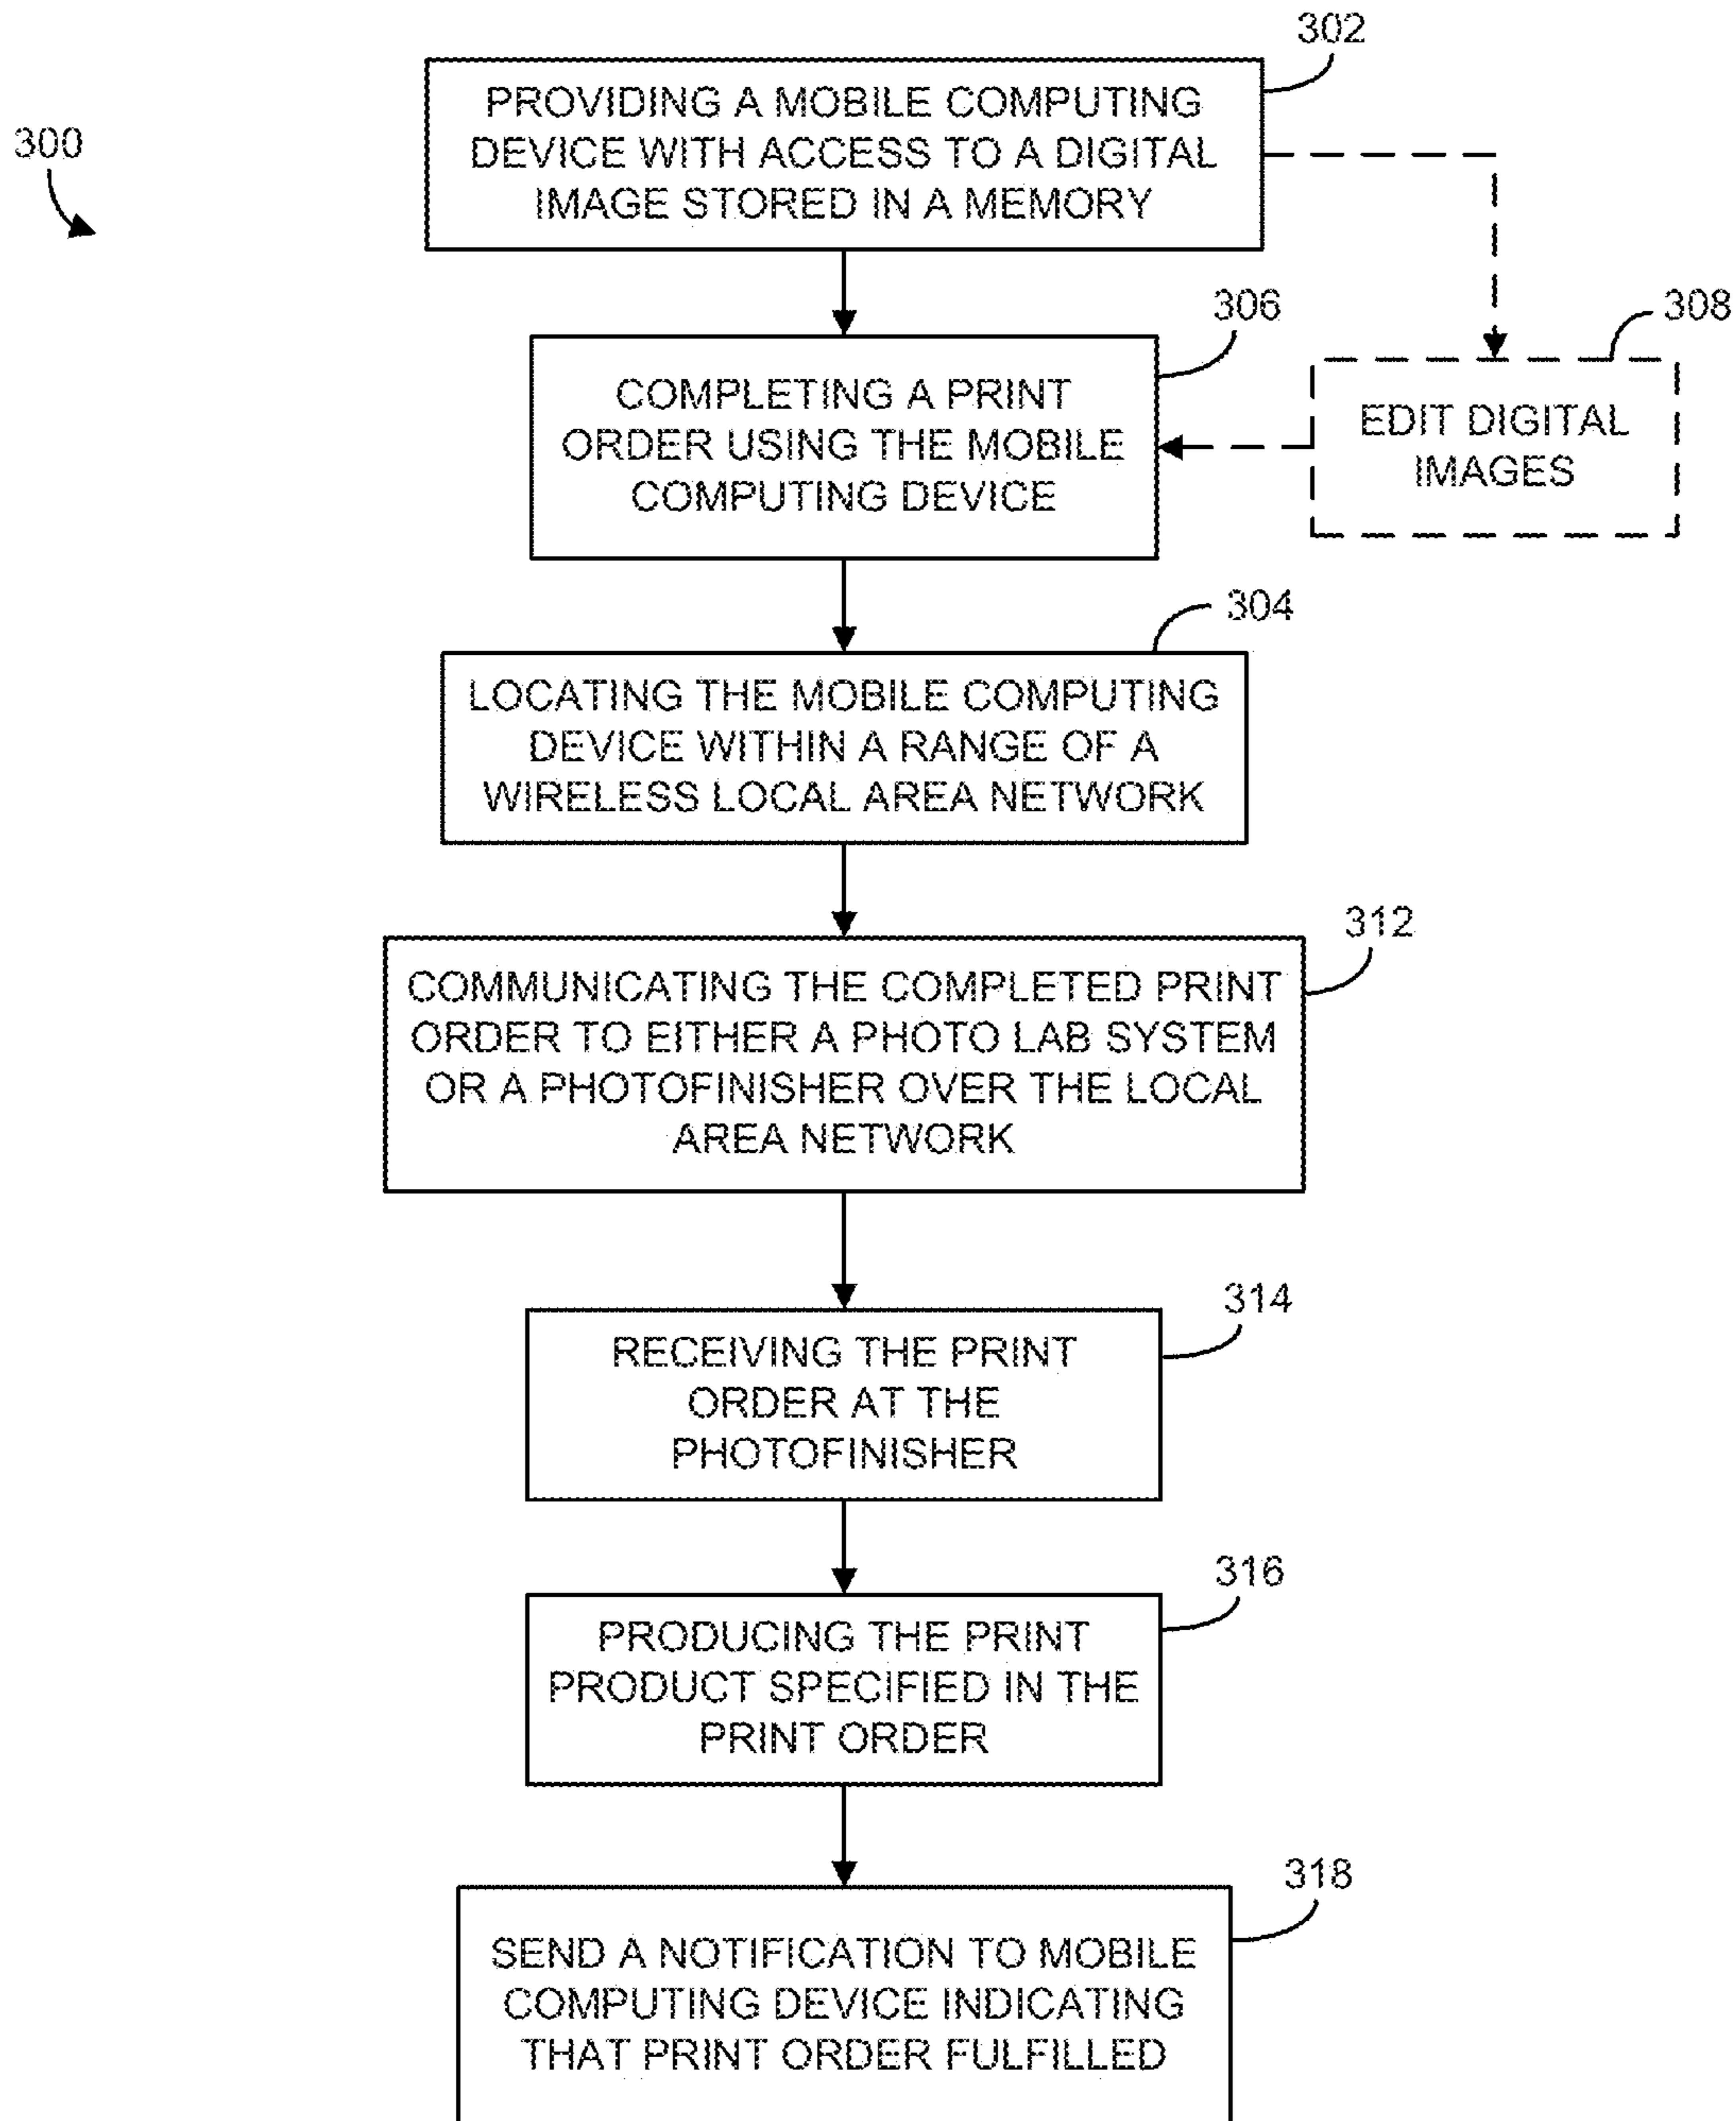 302
300
PROVIDING A MOBILE COMPUTING
DEVICE WITH ACCESS TO A DIGITAL
IMAGE STORED IN A MEMORY
306
308
COMPLETING A PRINT
ORDER USING THE MOBILE
COMPUTING DEVICE
EDIT DIGITAL
IMAGES
304
LOCATING THE MOBILE COMPUTING
DEVICE WITHIN A RANGE OF A
WIRELESS LOCAL AREA NETWORK
312
COMMUNICATING THE COMPLETED PRINT
ORDER TO EITHER A PHOTO LAB SYSTEM
OR A PHOTOFINISHER OVER THE LOCAL
AREA NETWORK
314
RECEIVING THE PRINT
ORDER AT THE
PHOTOFINISHER
316
PRODUCING THE PRINT
PRODUCT SPECIFIED IN THE
PRINT ORDER
318
SEND A NOTIFICATION TO MOBILE
COMPUTING DEVICE INDICATING
THAT PRINT ORDER FULFILLED